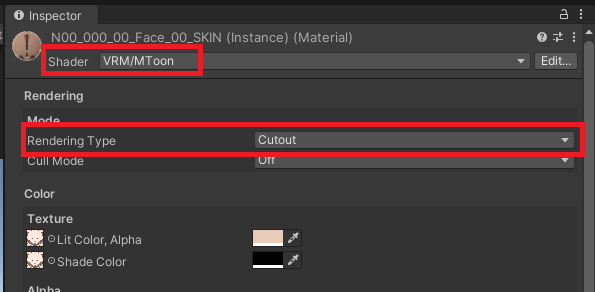 Inspector
N00_000_00_Face_00_SKIN (Instance) (Material)
Shader VRM/MToon Edit...
Rendering
Mode
Rendering Type Cutout
Cull Mode Off
Color
Texture
Lit Color, Alpha
Shade Color
Alpha